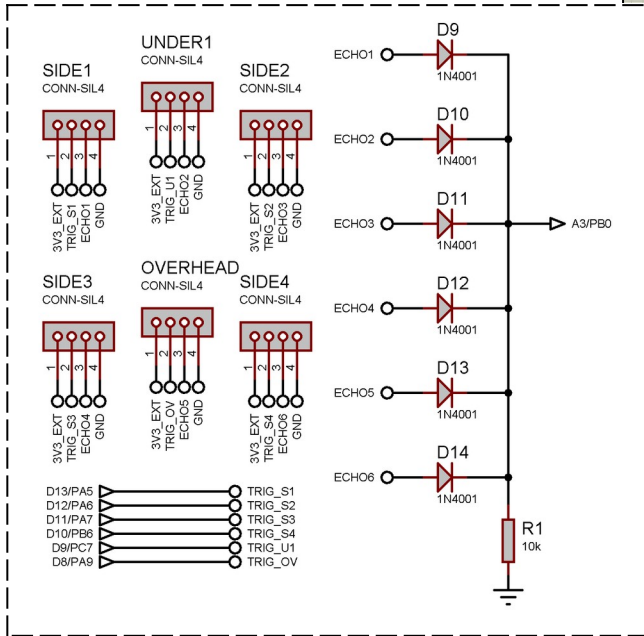 SIDE1
CONN-SIL4
1
2
3
4
3V3_EXT
TRIG_S1
ECHO1
GND
UNDER1
CONN-SIL4
1
2
3
4
3V3_EXT
TRIG_U1
ECHO2
GND
SIDE2
CONN-SIL4
1
2
3
4
3V3_EXT
TRIG_S2
ECHO3
GND
SIDE3
CONN-SIL4
1
2
3
4
3V3_EXT
TRIG_S3
ECHO4
GND
OVERHEAD
CONN-SIL4
1
2
3
4
3V3_EXT
TRIG_OV
ECHO5
GND
SIDE4
CONN-SIL4
1
2
3
4
3V3_EXT
TRIG_S4
ECHO6
GND
D13/PA5 TRIG_S1
D12/PA6 TRIG_S2
D11/PA7 TRIG_S3
D10/PB6 TRIG_S4
D9/PC7 TRIG_U1
D8/PA9 TRIG_OV
D9
ECHO1
1N4001
D10
ECHO2
1N4001
D11
ECHO3 A3/PB0
1N4001
D12
ECHO4
1N4001
D13
ECHO5
1N4001
D14
ECHO6
1N4001
R1
10k